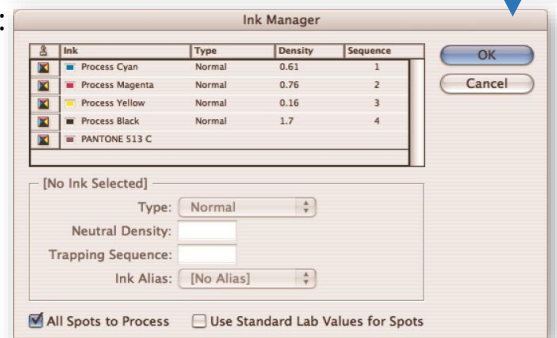 :
Ink Manager
Ink Type Density Sequence
Process Cyan Normal 0.61 1
Process Magenta Normal 0.76 2
Process Yellow Normal 0.16 3
Process Black Normal 1.7 4
PANTONE 513 C
OK
Cancel
[No Ink Selected]
Type: Normal
Neutral Density:
Trapping Sequence:
Ink Alias: [No Alias]
All Spots to Process Use Standard Lab Values for Spots